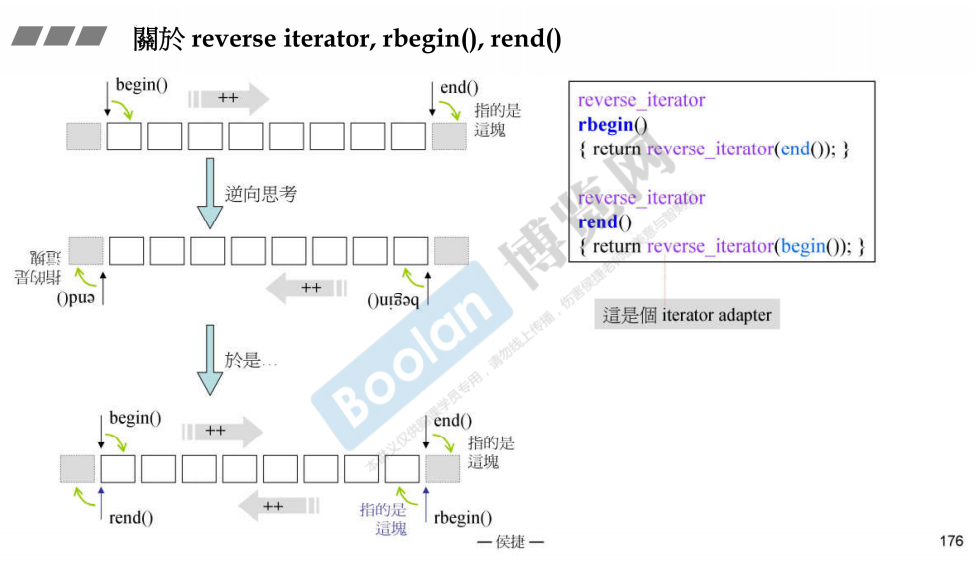 關於 reverse iterator, rbegin(), rend()
begin()
++
end()
指的是
這塊
逆向思考
指的是
這塊
end()
++
begin()
於是…
begin()
++
end()
指的是
這塊
rend()
++
指的是
這塊
rbegin()
reverse_iterator
rbegin()
{ return reverse_iterator(end()); }
reverse_iterator
rend()
{ return reverse_iterator(begin()); }
這是個 iterator adapter
Boolan 博览网
— 侯捷 —
176